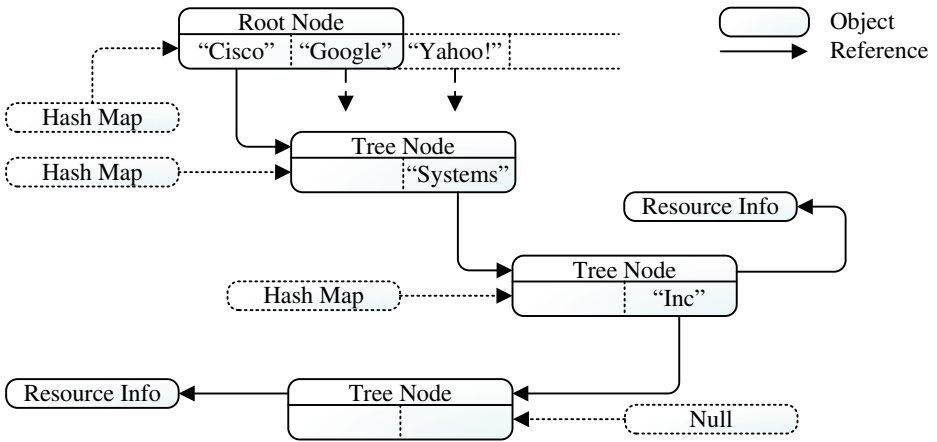 Root Node
“Cisco” “Google” “Yahoo!”
Object
Reference
Hash Map
Tree Node
“Systems”
Hash Map
Resource Info
Tree Node
“Inc”
Hash Map
Resource Info
Tree Node
Null